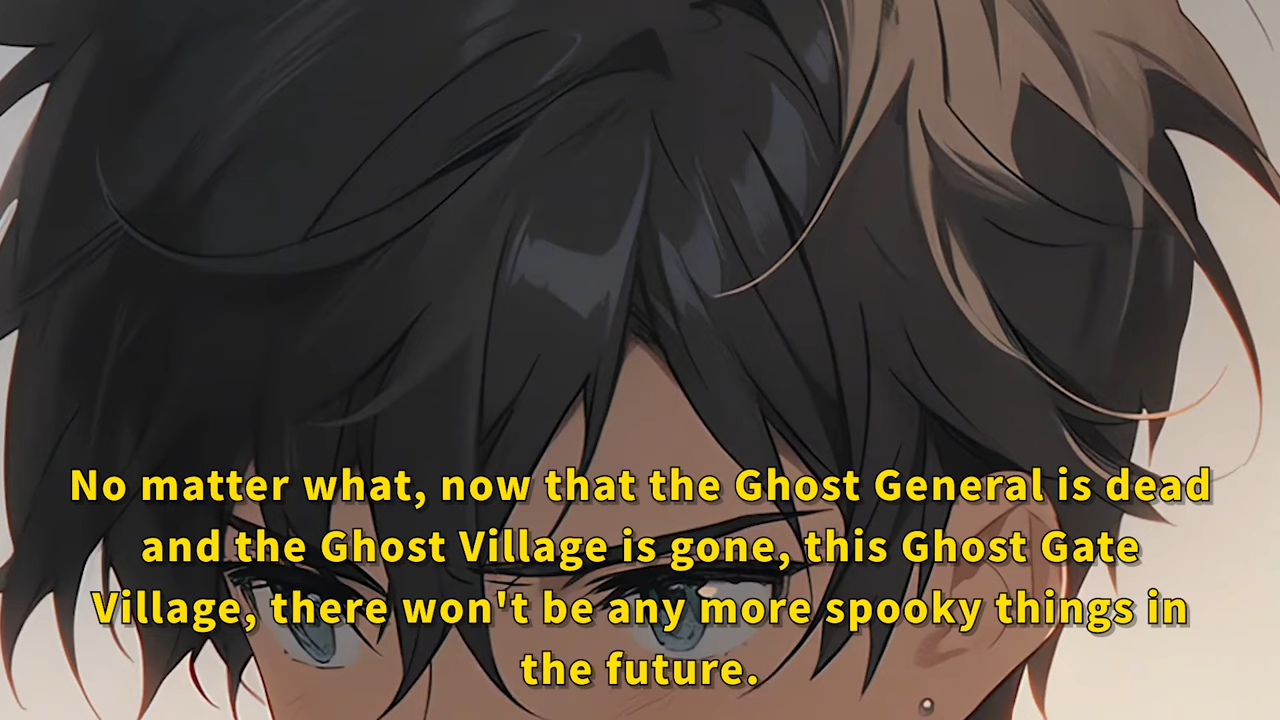 No matter what, now that the Ghost General is dead
and the Ghost Village is gone, this Ghost Gate
Village, there won't be any more spooky things in
the future.